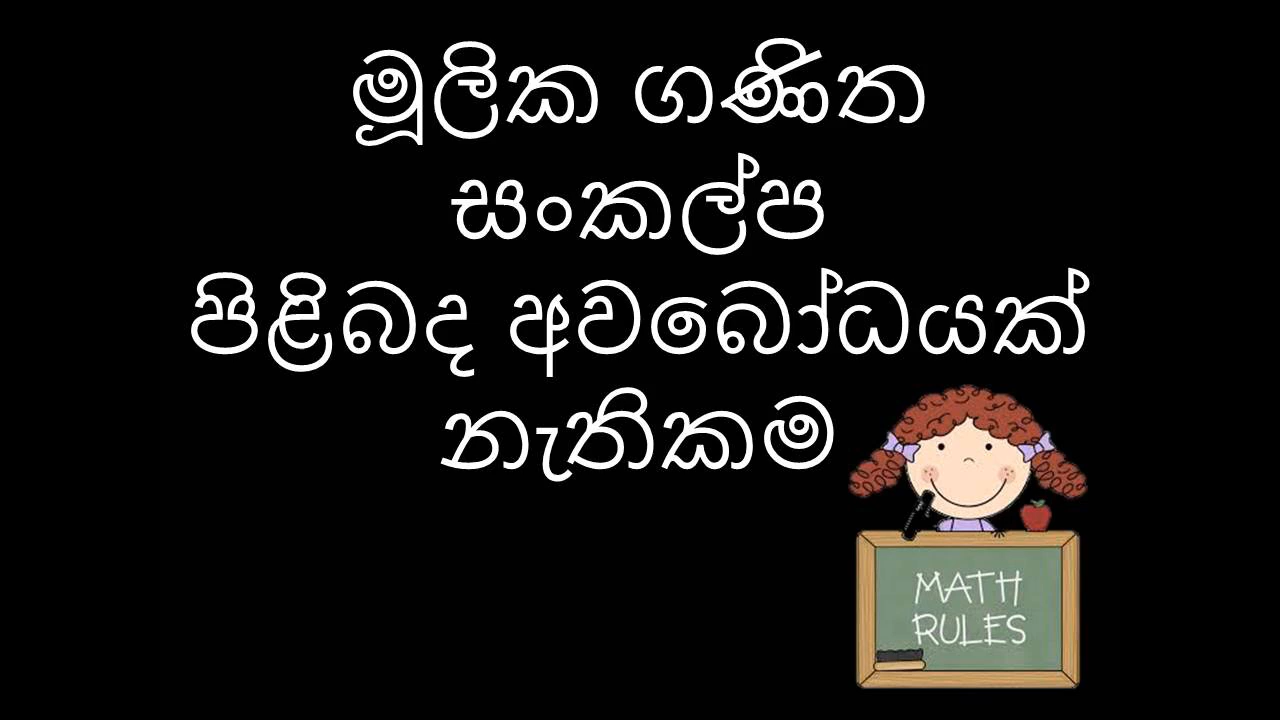 මූලික ගණිත
සංකල්ප
පිළිබද අවබෝධයක්
නැතිකම
MATH
RULES